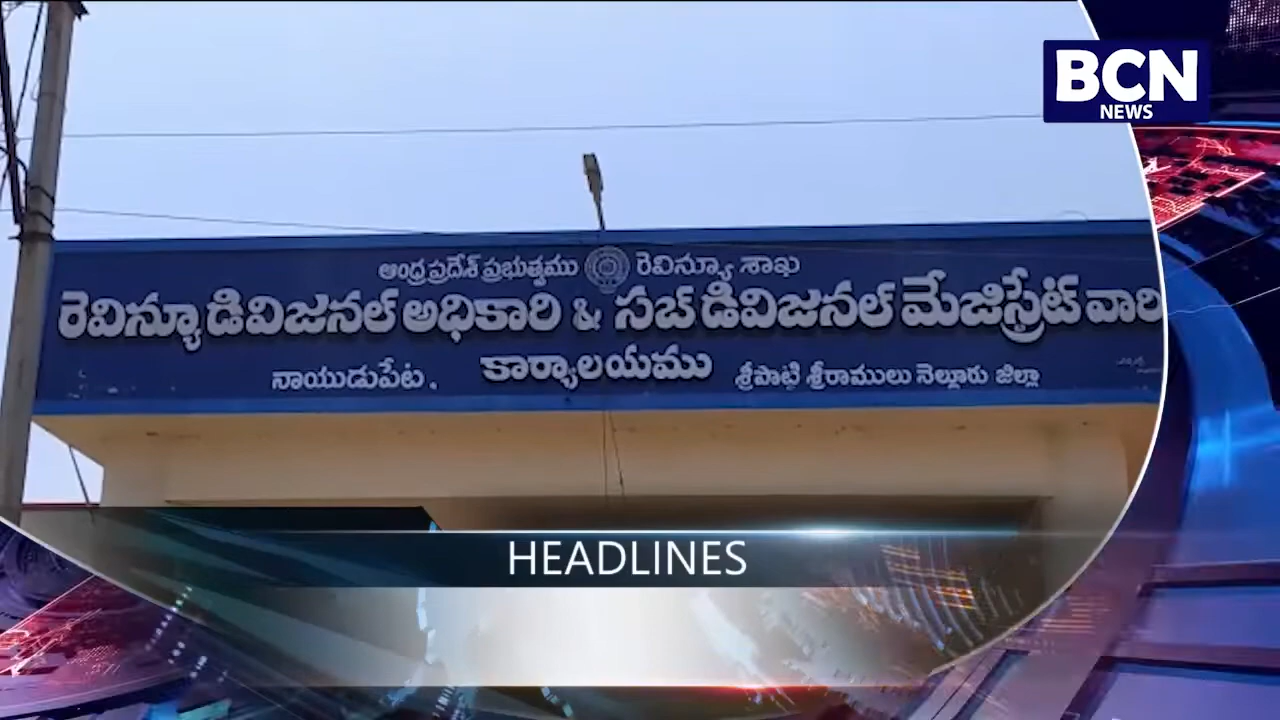 BCN
NEWS
ఆంధ్రప్రదేశ్ ప్రభుత్వము రెవిన్యూ శాఖ
రెవిన్యూ డివిజనల్ అధికారి & సబ్ డివిజనల్ మేజిస్ట్రేట్ వారి
కార్యాలయము
నాయుడుపేట. శ్రీపొట్టి శ్రీరాములు నెల్లూరు జిల్లా
HEADLINES